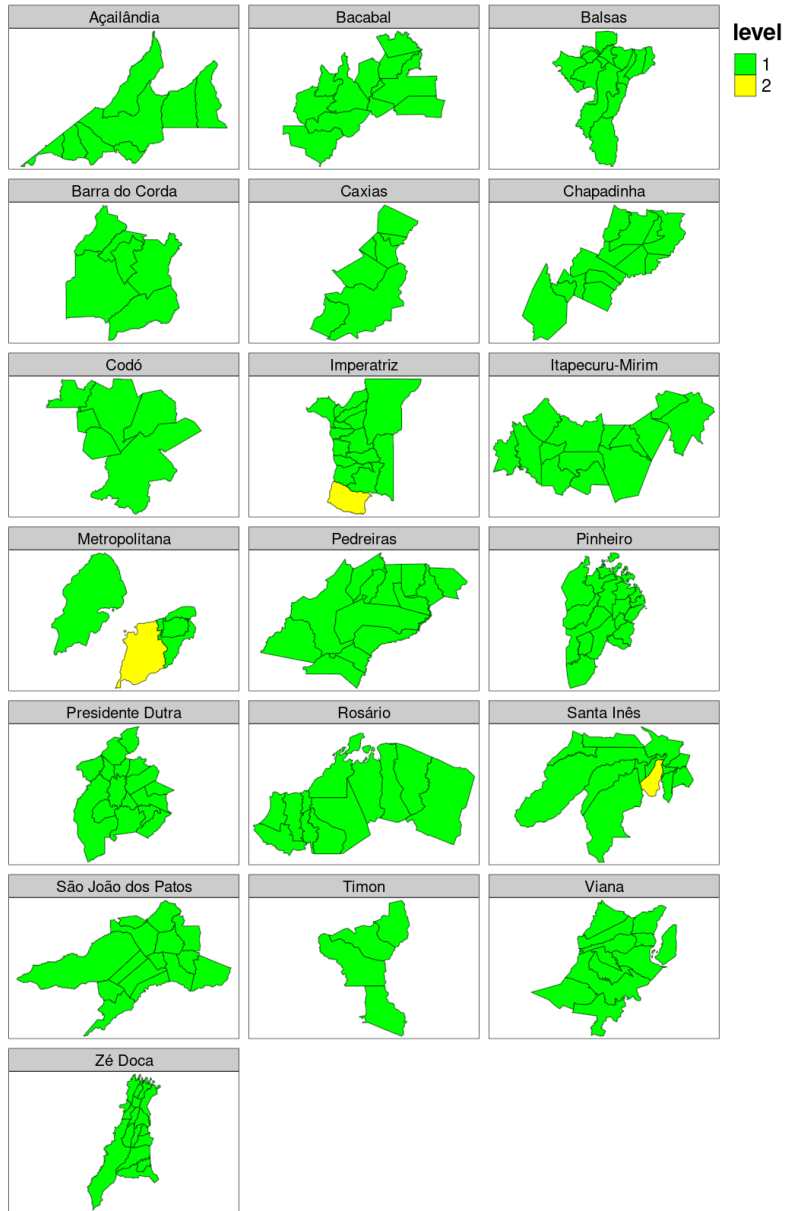 Açailândia
Bacabal
Balsas
level
1
2
Barra do Corda
Caxias
Chapadinha
Codó
Imperatriz
Itapecuru-Mirim
Metropolitana
Pedreiras
Pinheiro
Presidente Dutra
Rosário
Santa Inês
São João dos Patos
Timon
Viana
Zé Doca